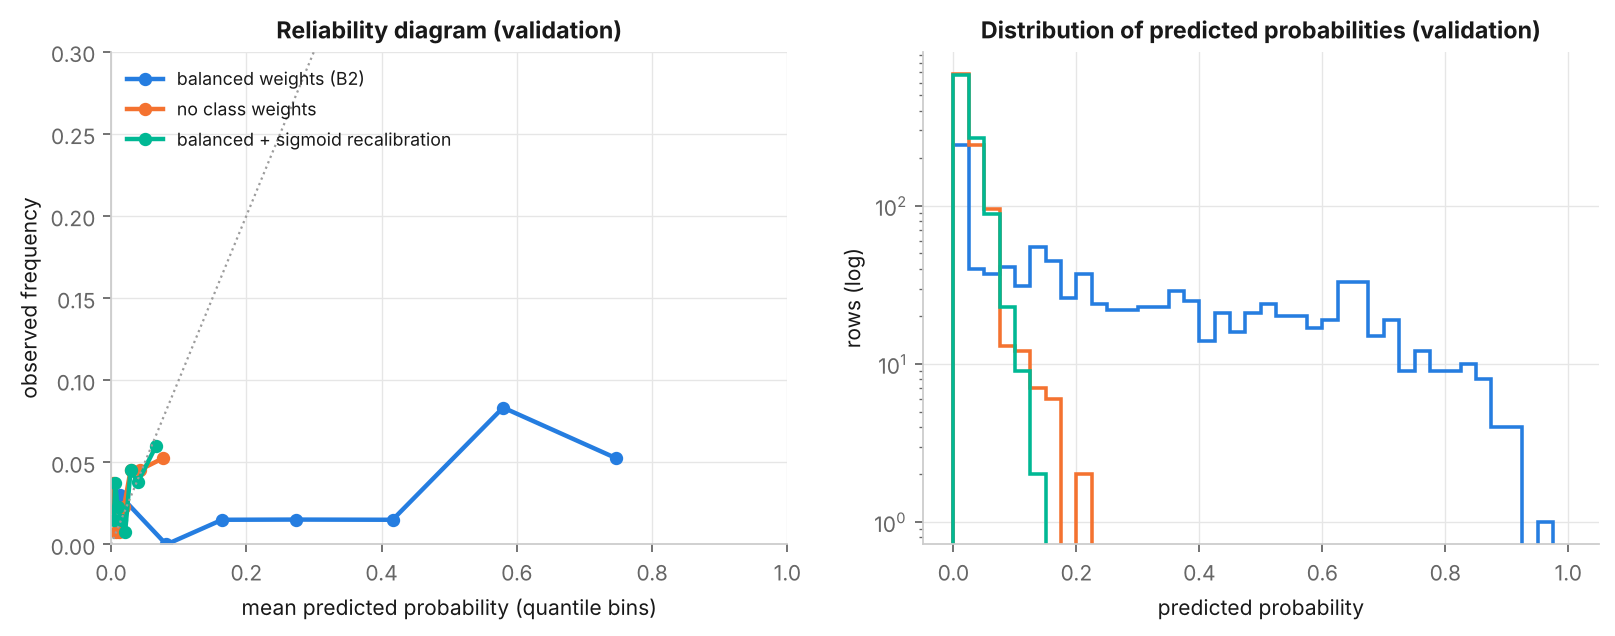 Reliability diagram (validation)
0.30
0.25
0.20
0.15
0.10
0.05
0.00
observed frequency
balanced weights (B2)
no class weights
balanced + sigmoid recalibration
0.0 0.2 0.4 0.6 0.8 1.0
mean predicted probability (quantile bins)
Distribution of predicted probabilities (validation)
10²
10¹
10⁰
rows (log)
0.0 0.2 0.4 0.6 0.8 1.0
predicted probability